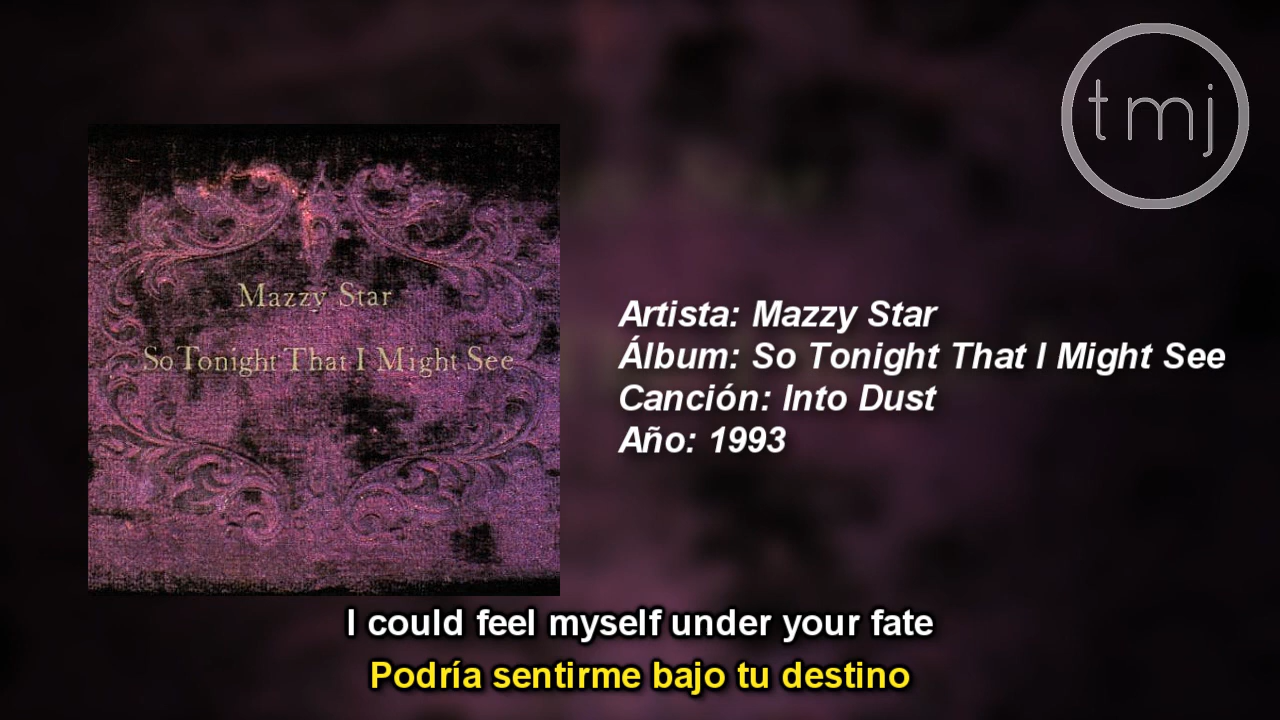 tmj
Mazzy Star
So Tonight That I Might See
Artista: Mazzy Star
Álbum: So Tonight That I Might See
Canción: Into Dust
Año: 1993
I could feel myself under your fate
Podría sentirme bajo tu destino